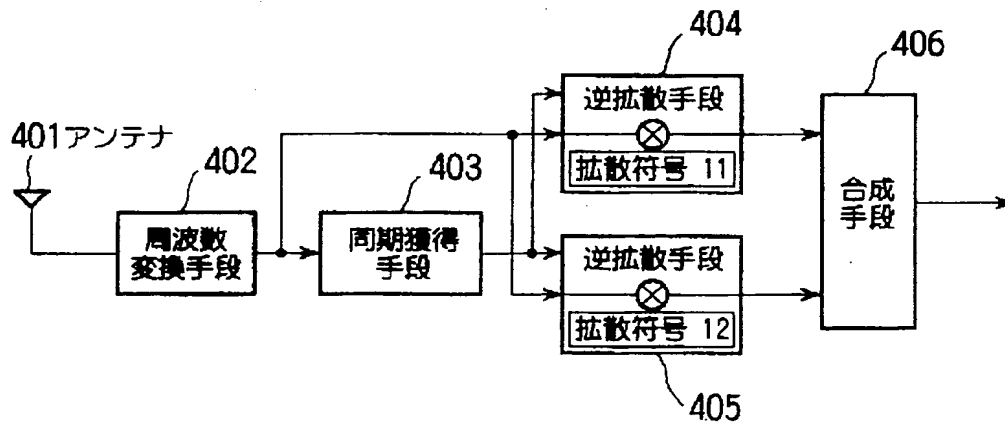 401アンテナ
402
周波数
変換手段
403
同期獲得
手段
404
逆拡散手段
拡散符号 11
逆拡散手段
拡散符号 12
405
406
合成
手段